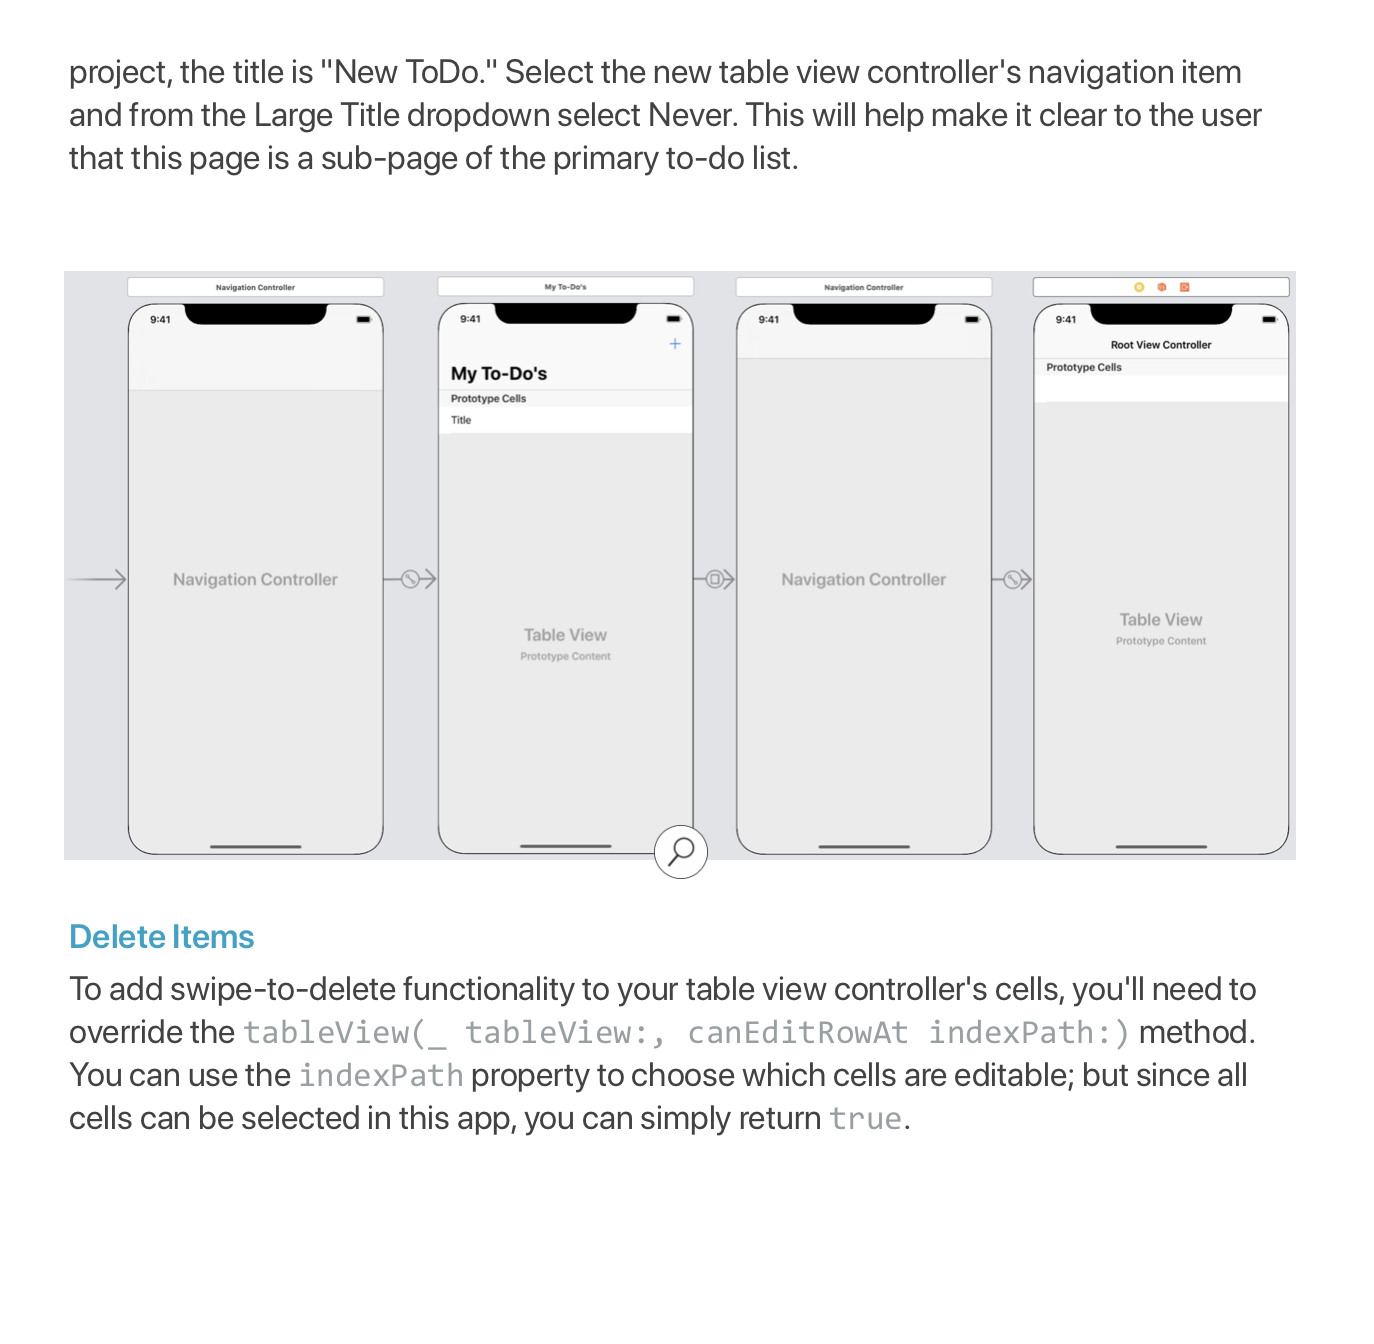 project, the title is "New ToDo." Select the new table view controller's navigation item
and from the Large Title dropdown select Never. This will help make it clear to the user
that this page is a sub-page of the primary to-do list.
Navigation Controller
9:41
Navigation Controller
My To-Do's
9:41
+
My To-Do's
Prototype Cells
Title
Table View
Prototype Content
Navigation Controller
9:41
Navigation Controller
9:41
Root View Controller
Prototype Cells
Table View
Prototype Content
Delete Items
To add swipe-to-delete functionality to your table view controller's cells, you'll need to
override the tableView(_ tableView:, canEditRowAt indexPath:) method.
You can use the indexPath property to choose which cells are editable; but since all
cells can be selected in this app, you can simply return true.